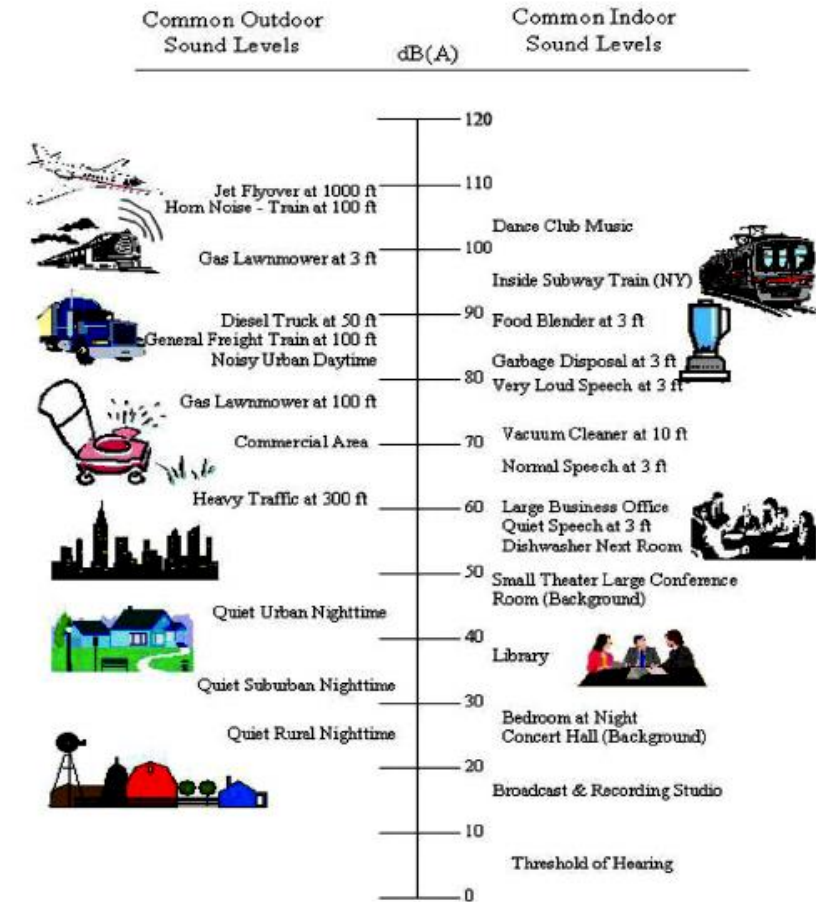 Common Outdoor
Sound Levels
dB(A)
Common Indoor
Sound Levels
120
110
100
90
80
70
60
50
40
30
20
10
0
Jet Flyover at 1000 ft
Horn Noise - Train at 100 ft
Gas Lawnmower at 3 ft
Diesel Truck at 50 ft
General Freight Train at 100 ft
Noisy Urban Daytime
Gas Lawnmower at 100 ft
Commercial Area
Heavy Traffic at 300 ft
Quiet Urban Nighttime
Quiet Suburban Nighttime
Quiet Rural Nighttime
Dance Club Music
Inside Subway Train (NY)
Food Blender at 3 ft
Garbage Disposal at 3 ft
Very Loud Speech at 3 ft
Vacuum Cleaner at 10 ft
Normal Speech at 3 ft
Large Business Office
Quiet Speech at 3 ft
Dishwasher Next Room
Small Theater Large Conference
Room (Background)
Library
Bedroom at Night
Concert Hall (Background)
Broadcast & Recording Studio
Threshold of Hearing